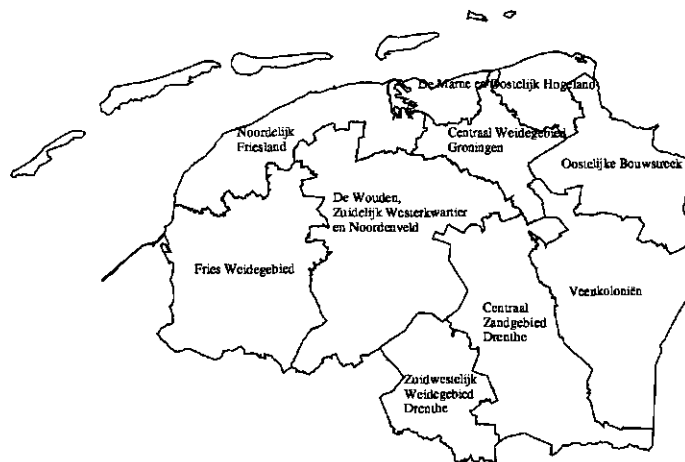 De Marne en Oostelijk Hogeland
Noordelijk
Friesland
Centraal Weidegebied
Groningen
Oostelijke Bouwstreek
De Wouden,
Zuidelijk Westerkwartier
en Noordenveld
Fries Weidegebied
Veenkoloniën
Centraal
Zandgebied
Drenthe
Zuidwestelijk
Weidegebied
Drenthe